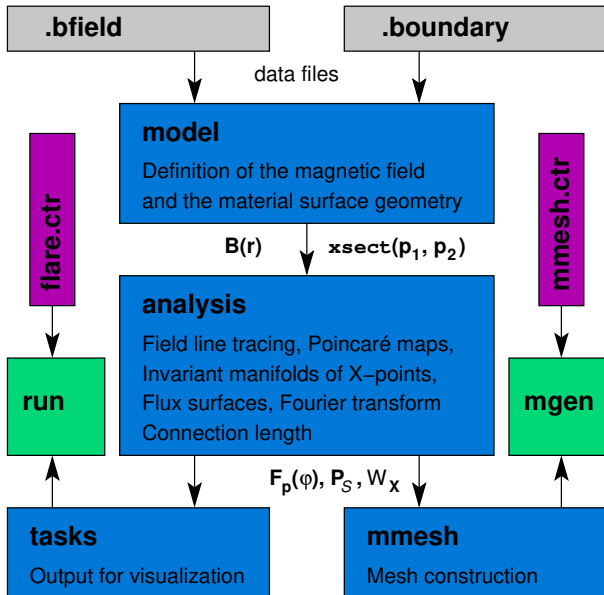 .bfield
.boundary
data files
model
Definition of the magnetic field
and the material surface geometry
flare.ctr
mmesh.ctr
B(r)
xsect(p₁, p₂)
analysis
Field line tracing, Poincaré maps,
Invariant manifolds of X−points,
Flux surfaces, Fourier transform
Connection length
run
mgen
Fₚ(φ), P_S , W_X
tasks
Output for visualization
mmesh
Mesh construction